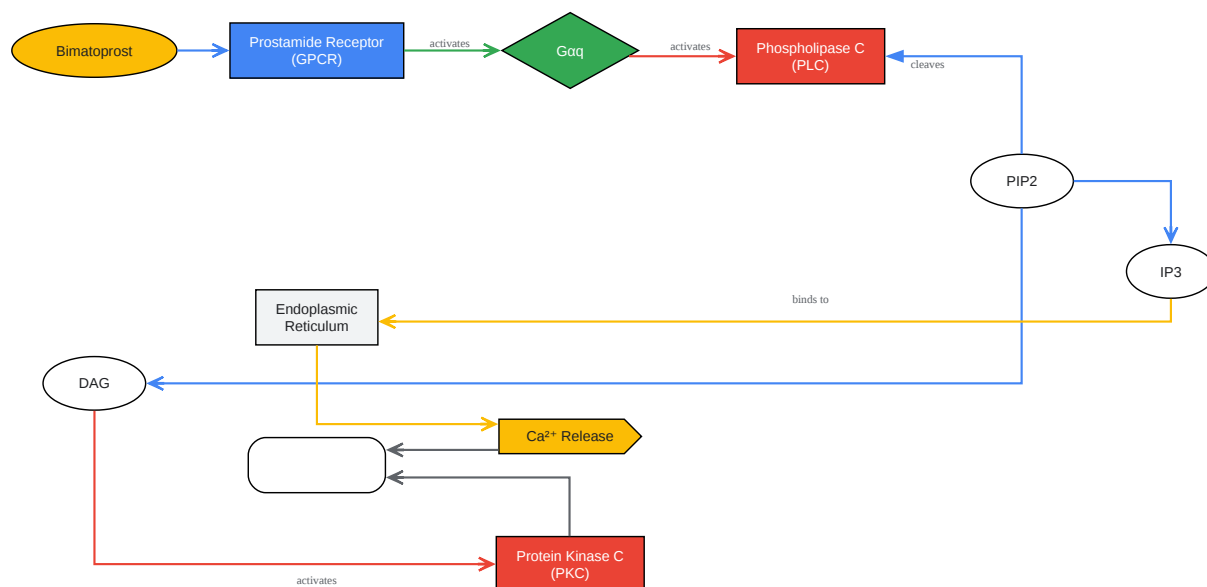 Bimatoprost
Prostamide Receptor
(GPCR)
activates
Gαq
activates
Phospholipase C
(PLC)
cleaves
PIP2
IP3
binds to
Endoplasmic
Reticulum
DAG
Ca²⁺ Release
Protein Kinase C
(PKC)
activates